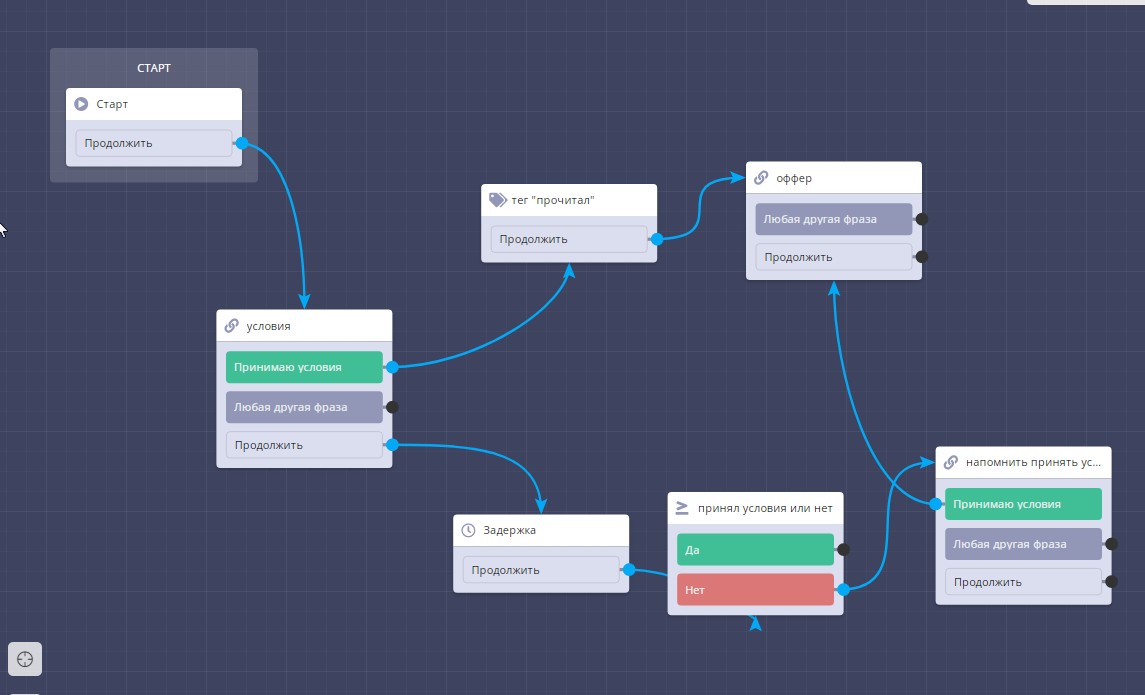 СТАРТ
Старт
Продолжить
тег "прочитал"
Продолжить
оффер
Любая другая фраза
Продолжить
условия
Принимаю условия
Любая другая фраза
Продолжить
Задержка
Продолжить
принял условия или нет
Да
Нет
напомнить принять ус...
Принимаю условия
Любая другая фраза
Продолжить